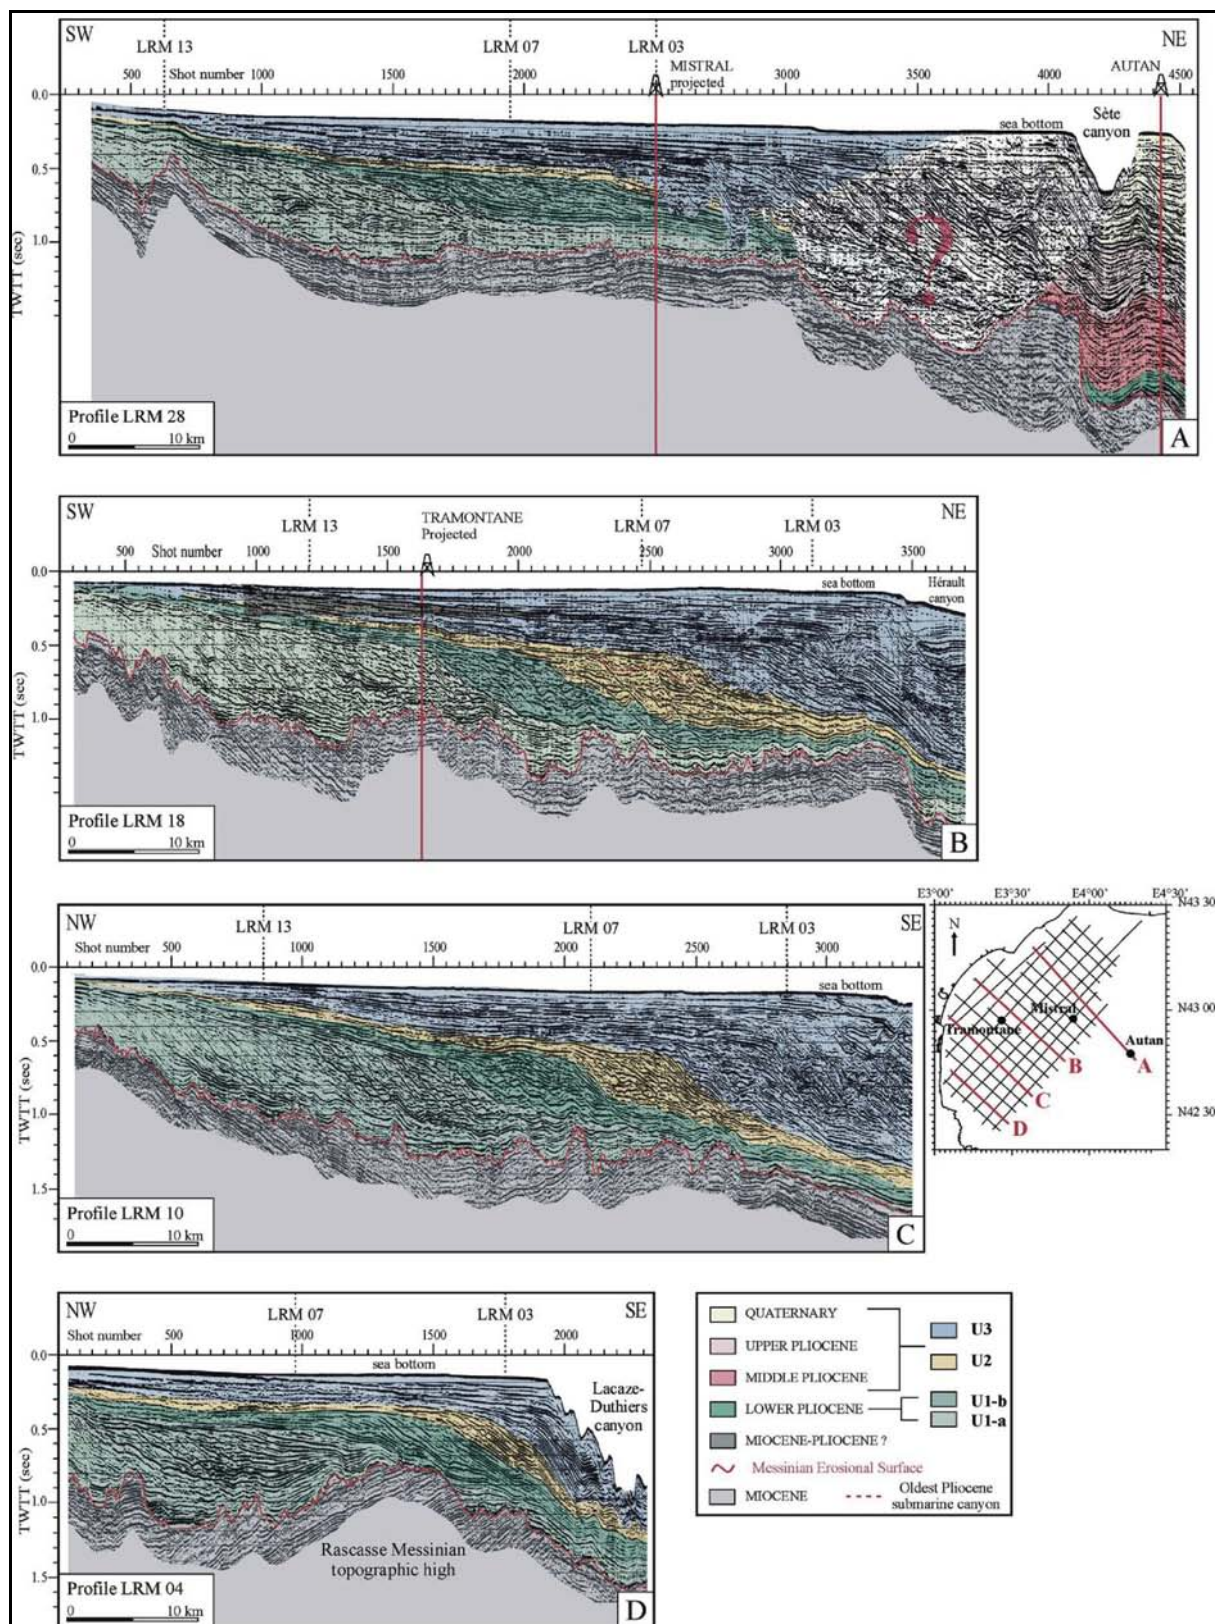 SW
NE
LRM 13
LRM 07
LRM 03
MISTRAL
projected
AUTAN
500
Shot number
1000
2000
3000
3500
4000
4500
0.0
sea bottom
Sète
canyon
0.5
1.0
TWTT (sec)
?
Profile LRM 28
0
10 km
A
SW
NE
LRM 13
TRAMONTANE
Projected
LRM 07
LRM 03
500
Shot number
1000
1500
2000
2500
3000
3500
0.0
sea bottom
Hérault
canyon
0.5
1.0
TWTT (sec)
Profile LRM 18
0
10 km
B
NW
SE
LRM 13
LRM 07
LRM 03
Shot number
500
1000
1500
2000
2500
3000
0.0
sea bottom
0.5
1.0
1.5
TWTT (sec)
Profile LRM 10
0
10 km
C
E3°00'
E3°30'
E4°00'
E4°30'
N43 30
N
N43 00
Mistral
Tramontane
Autan
B
A
C
N42 30
D
NW
SE
LRM 07
LRM 03
Shot number
500
1000
1500
2000
0.0
sea bottom
Lacaze-
Duthiers
canyon
0.5
1.0
1.5
TWTT (sec)
Rascasse Messinian
topographic high
Profile LRM 04
0
10 km
D
QUATERNARY
U3
UPPER PLIOCENE
U2
MIDDLE PLIOCENE
U1-b
LOWER PLIOCENE
U1-a
MIOCENE-PLIOCENE ?
Messinian Erosional Surface
MIOCENE
Oldest Pliocene
submarine canyon